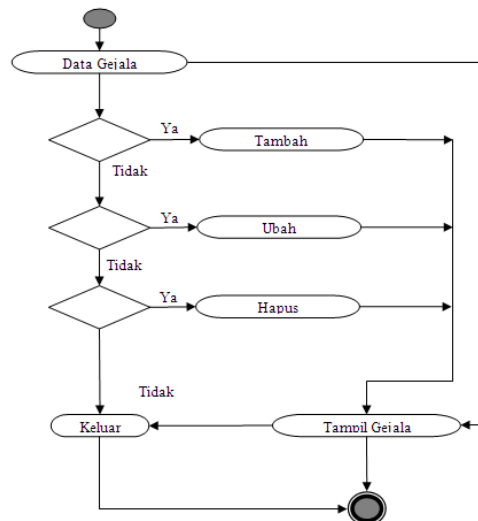 Data Gejala
Ya
Tambah
Tidak
Ya
Ubah
Tidak
Ya
Hapus
Tidak
Keluar
Tampil Gejala